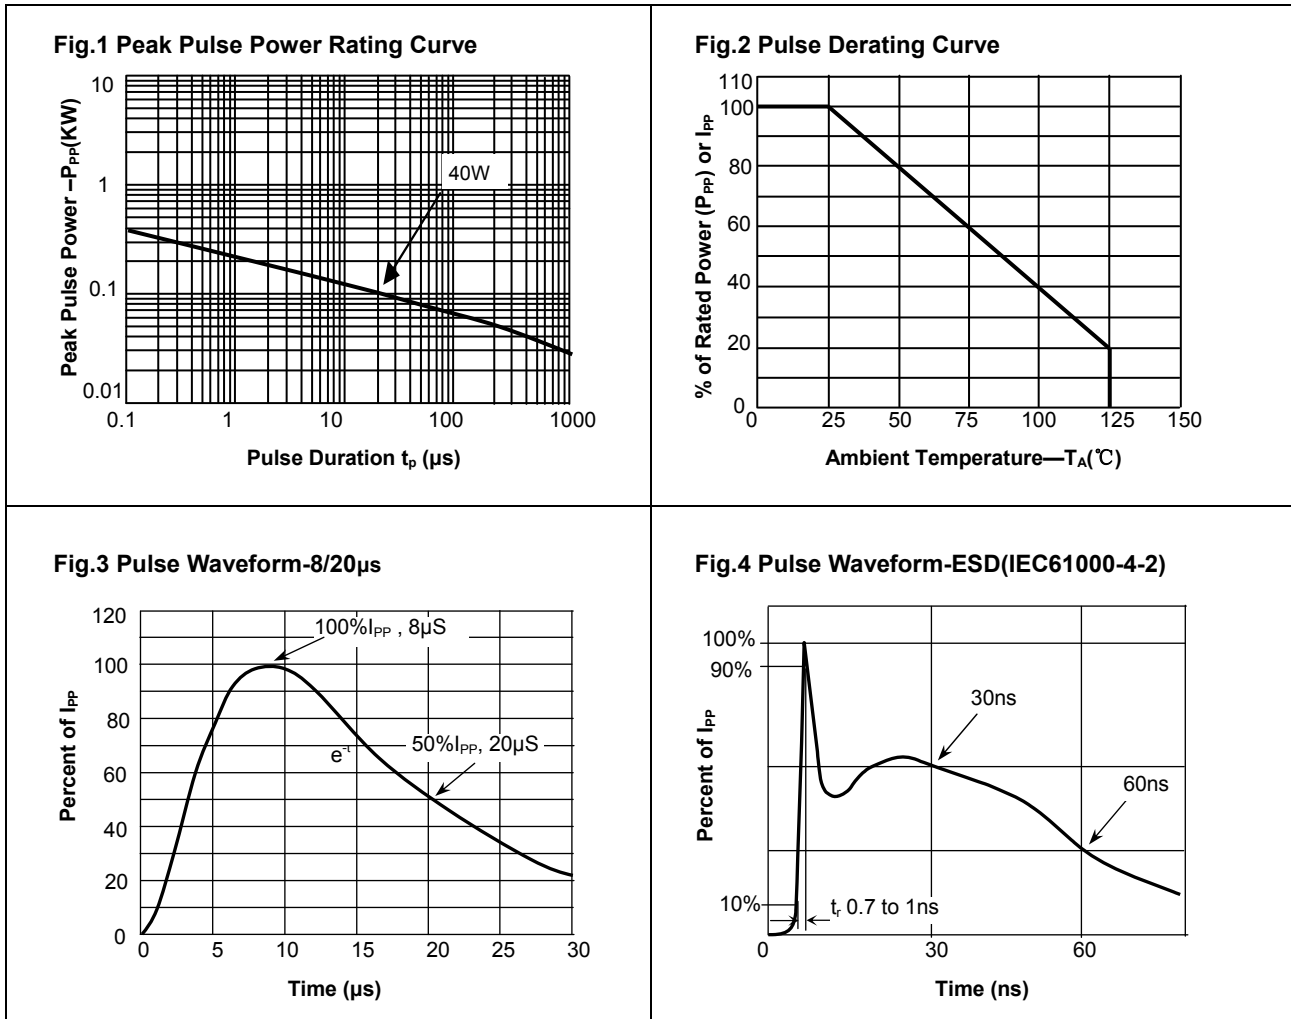 Fig.1 Peak Pulse Power Rating Curve
Peak Pulse Power –PPP(KW)
10
1
0.1
0.01
40W
0.1 1 10 100 1000
Pulse Duration tp (µs)
Fig.2 Pulse Derating Curve
% of Rated Power (PPP) or IPP
110
100
80
60
40
20
0
0 25 50 75 100 125 150
Ambient Temperature—TA(℃)
Fig.3 Pulse Waveform-8/20µs
Percent of IPP
120
100
80
60
40
20
0
100%IPP , 8µS
e-t
50%IPP, 20µS
0 5 10 15 20 25 30
Time (µs)
Fig.4 Pulse Waveform-ESD(IEC61000-4-2)
Percent of IPP
100%
90%
10%
30ns
60ns
tr 0.7 to 1ns
0 30 60
Time (ns)